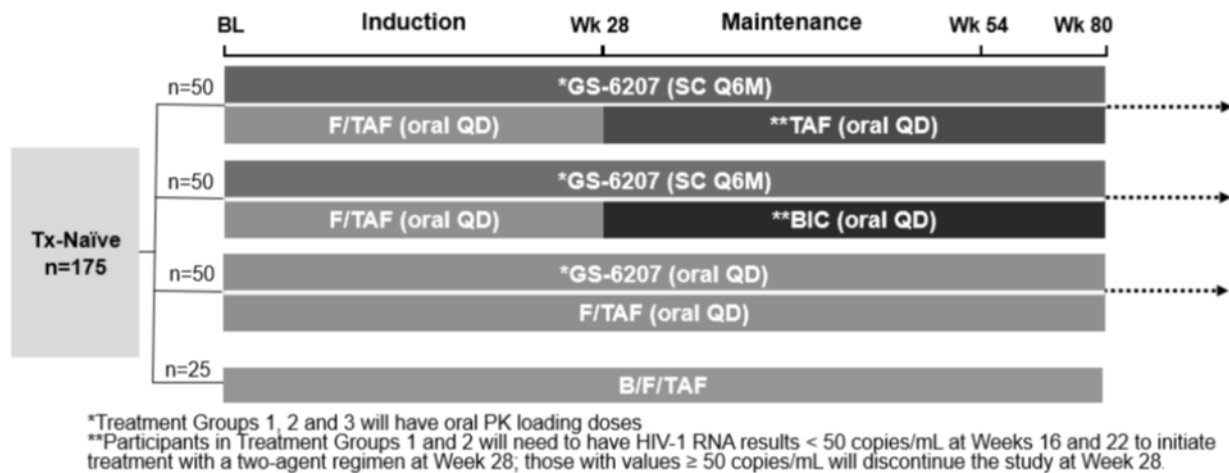 BL Induction Wk 28 Maintenance Wk 54 Wk 80
n=50
*GS-6207 (SC Q6M)
F/TAF (oral QD) **TAF (oral QD)
n=50
*GS-6207 (SC Q6M)
F/TAF (oral QD) **BIC (oral QD)
Tx-Naïve
n=175
n=50
*GS-6207 (oral QD)
F/TAF (oral QD)
n=25
B/F/TAF
*Treatment Groups 1, 2 and 3 will have oral PK loading doses
**Participants in Treatment Groups 1 and 2 will need to have HIV-1 RNA results < 50 copies/mL at Weeks 16 and 22 to initiate
treatment with a two-agent regimen at Week 28; those with values ≥ 50 copies/mL will discontinue the study at Week 28.